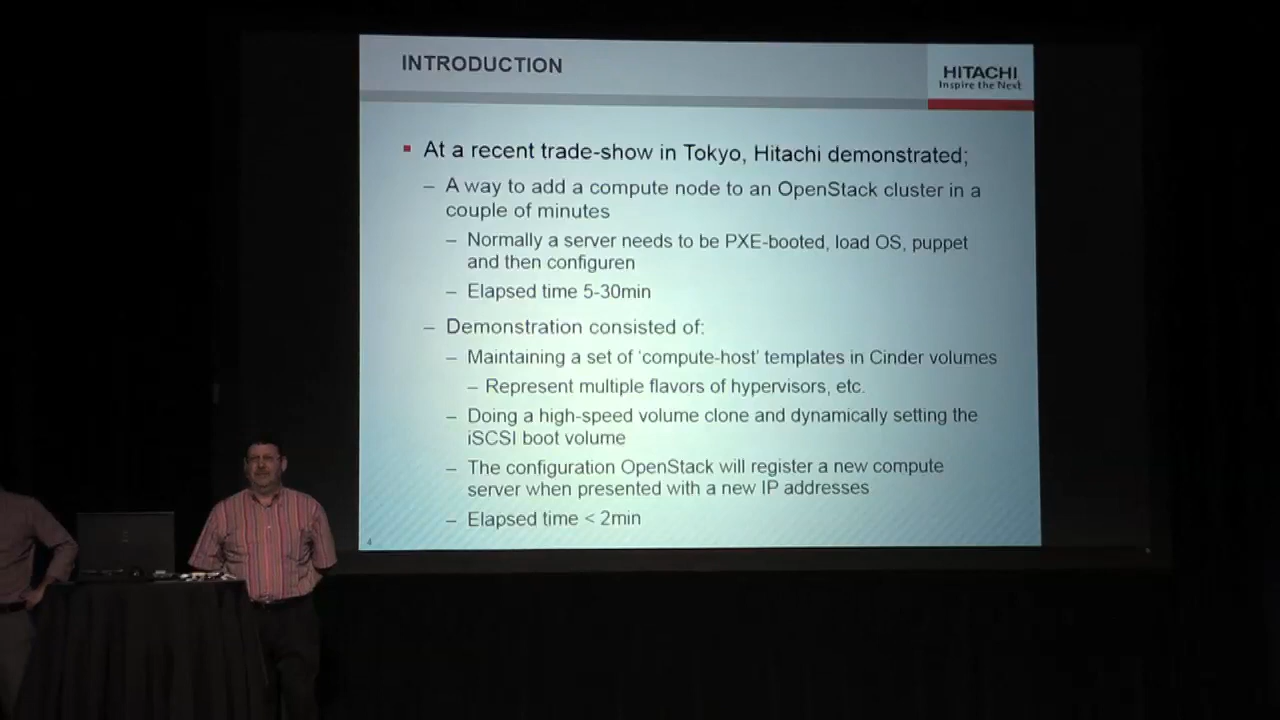 INTRODUCTION
HITACHI
Inspire the Next
▪ At a recent trade-show in Tokyo, Hitachi demonstrated;
– A way to add a compute node to an OpenStack cluster in a
couple of minutes
– Normally a server needs to be PXE-booted, load OS, puppet
and then configuren
– Elapsed time 5-30min
– Demonstration consisted of:
– Maintaining a set of ‘compute-host’ templates in Cinder volumes
– Represent multiple flavors of hypervisors, etc.
– Doing a high-speed volume clone and dynamically setting the
iSCSI boot volume
– The configuration OpenStack will register a new compute
server when presented with a new IP addresses
– Elapsed time < 2min
4